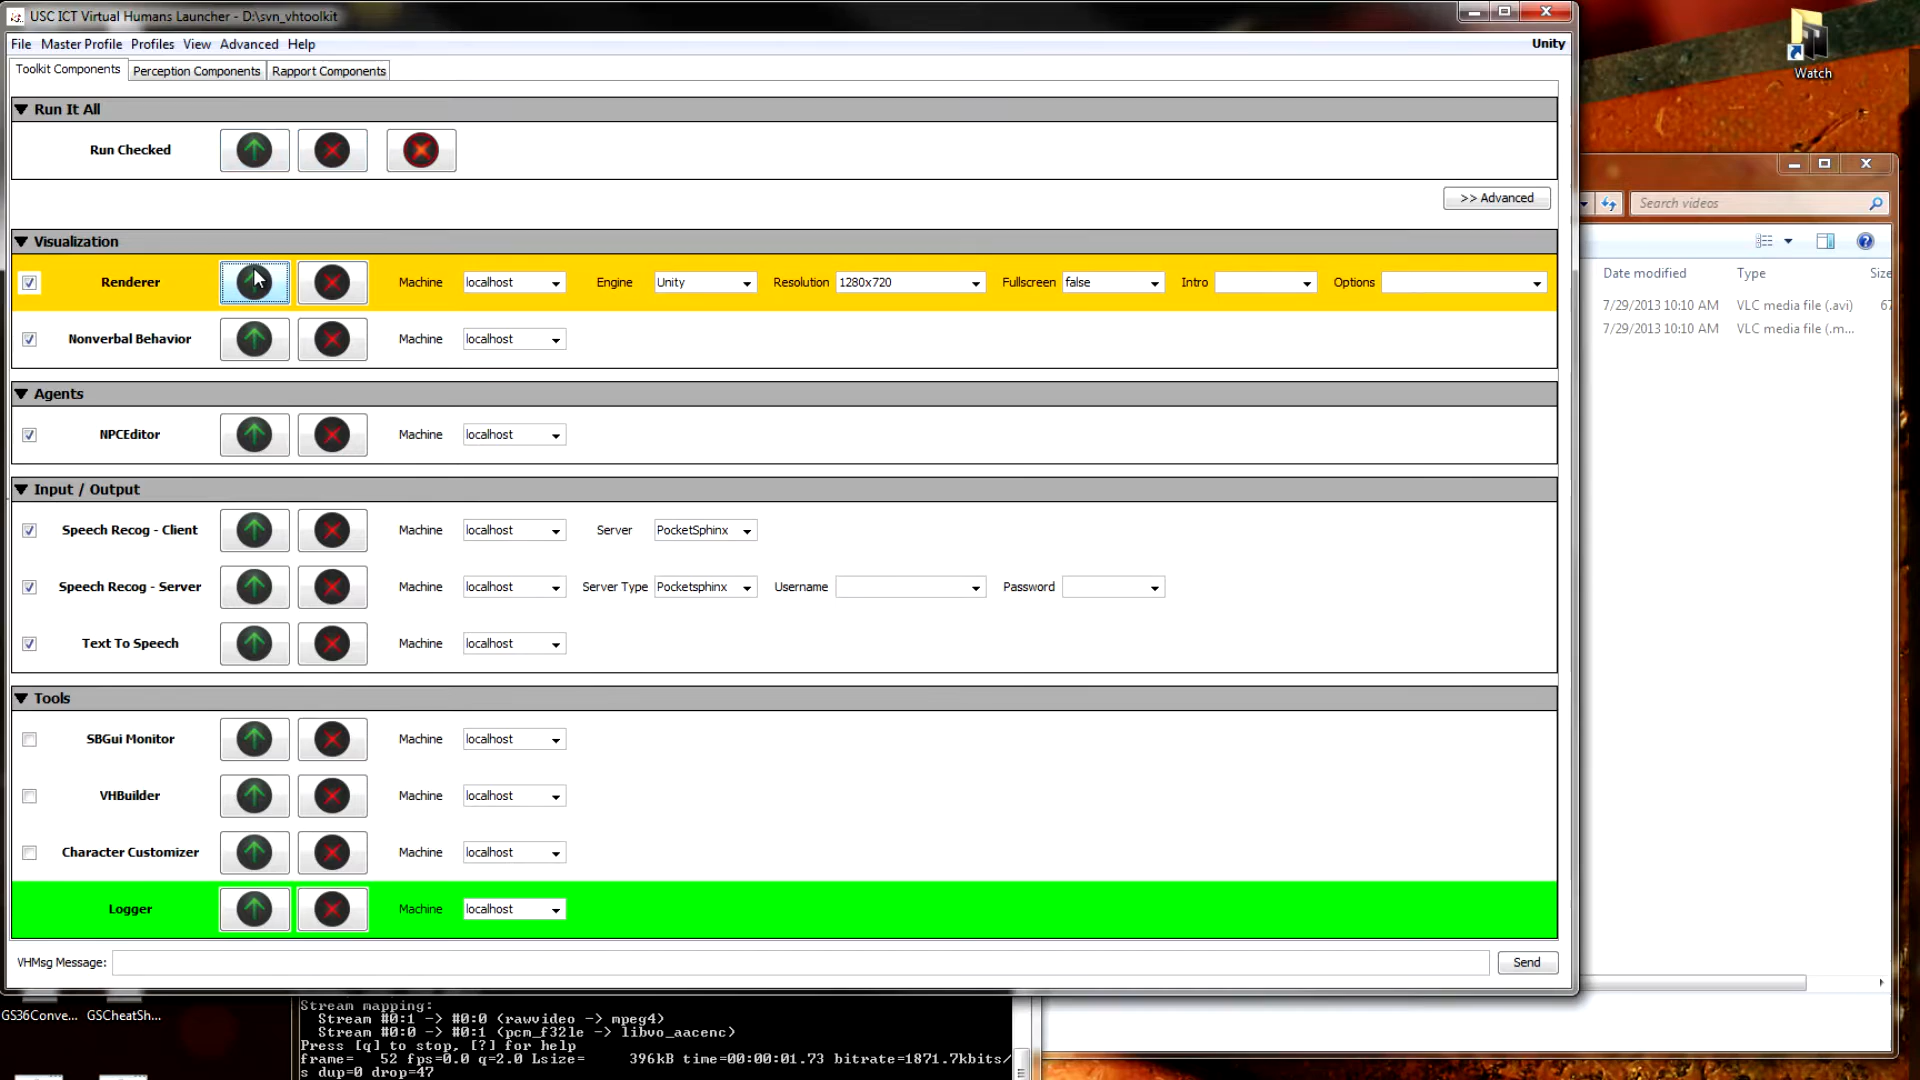 USC ICT Virtual Humans Launcher - D:\svn_vhtoolkit
File Master Profile Profiles View Advanced Help
Unity
Toolkit Components Perception Components Rapport Components
Run It All
Run Checked
>> Advanced
Visualization
Renderer Machine localhost Engine Unity Resolution 1280x720 Fullscreen false Intro Options
Nonverbal Behavior Machine localhost
Agents
NPCEditor Machine localhost
Input / Output
Speech Recog - Client Machine localhost Server PocketSphinx
Speech Recog - Server Machine localhost Server Type Pocketsphinx Username Password
Text To Speech Machine localhost
Tools
SBGui Monitor Machine localhost
VHBuilder Machine localhost
Character Customizer Machine localhost
Logger Machine localhost
VHMsg Message: Send
Watch
Search videos
Date modified Type Size
7/29/2013 10:10 AM VLC media file (.avi) 67
7/29/2013 10:10 AM VLC media file (.m...
GS36Conve... GSCheatSh...
Stream mapping:
Stream #0:1 -> #0:0 (rawvideo -> mpeg4)
Stream #0:0 -> #0:1 (pcm_f32le -> libvo_aacenc)
Press [q] to stop, [?] for help
frame= 52 fps=0.0 q=2.0 Lsize= 396kB time=00:00:01.73 bitrate=1871.7kbits/
s dup=0 drop=47